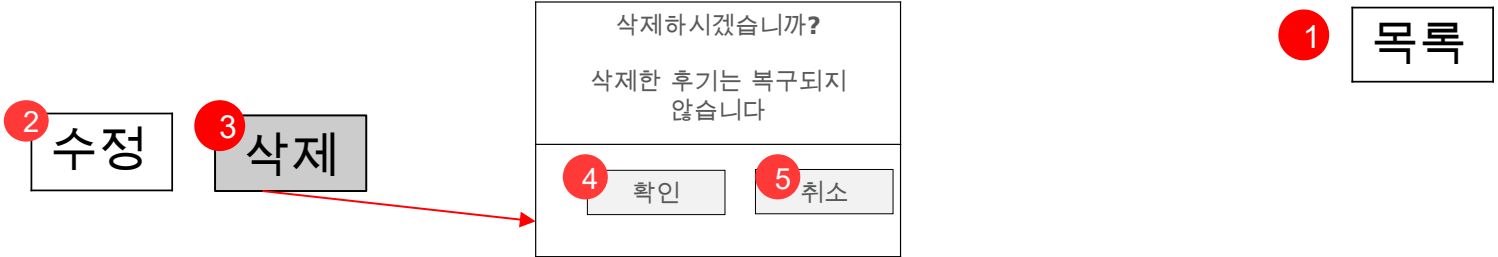 삭제하시겠습니까?
삭제한 후기는 복구되지
않습니다
1 목록
2 수정
3 삭제
4 확인
5 취소